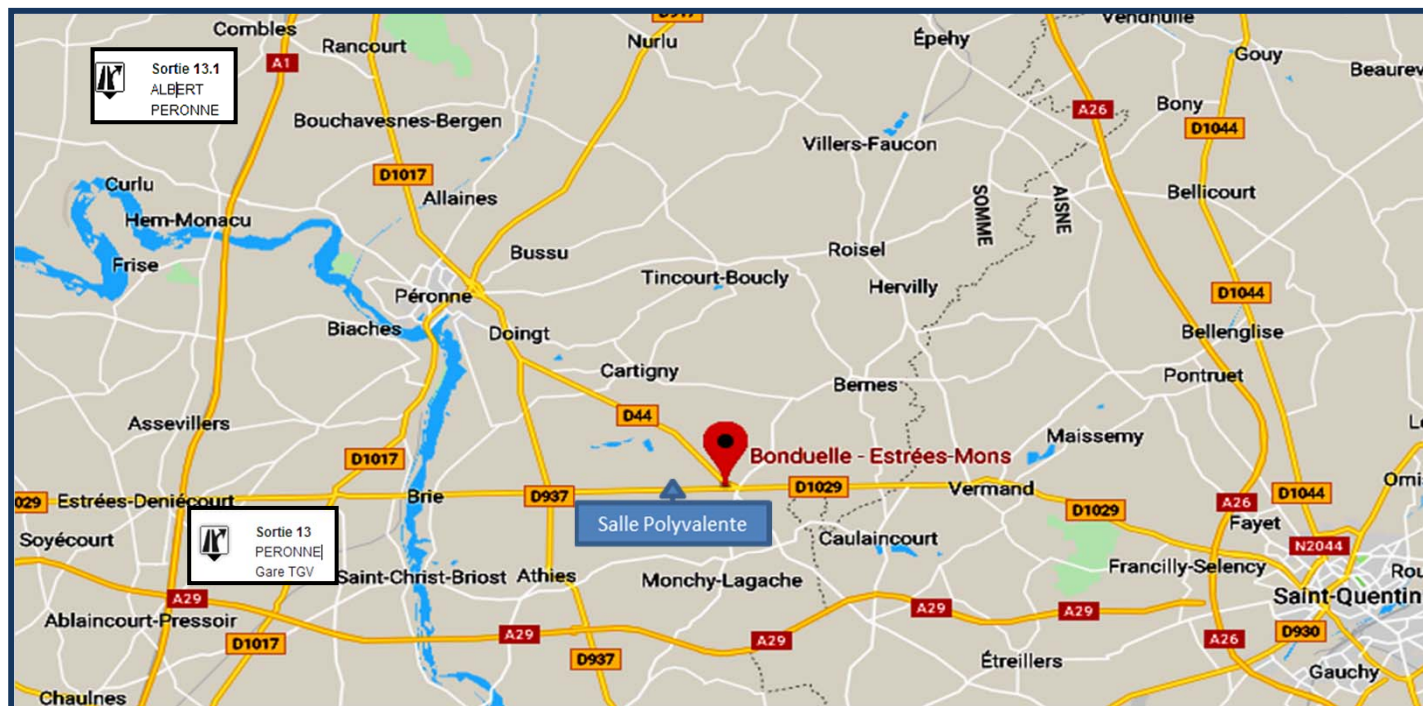 D917
Vendhuile
Combles
Rancourt
Nurlu
Épehy
Gouy
A1
Sortie 13.1
ALBERT
PERONNE
Beaurev
Bony
A26
Bouchavesnes-Bergen
D1044
Villers-Faucon
D1017
Curlu
Allaines
SOMME
AISNE
Bellicourt
Hem-Monacu
Frise
Bussu
Roisel
Tincourt-Boucly
Hervilly
Péronne
D1044
Biaches
Doingt
Bellenglise
Cartigny
Bernes
Pontruet
D44
Assevillers
Maissemy
Bonduelle - Estrées-Mons
D1017
1029
Estrées-Deniécourt
Brie
D937
D1029
Vermand
D1029
A26
D1044
Ornis
Salle Polyvalente
Fayet
Sortie 13
PERONNE
Gare TGV
Soyécourt
Caulaincourt
N2044
Francilly-Selency
Rou
Saint-Christ-Briost
Athies
Monchy-Lagache
A29
A29
A29
Saint-Quentin
Ablaincourt-Pressoir
D1017
A29
D937
A29
A26
D930
Étreillers
Gauchy
Chaulnes